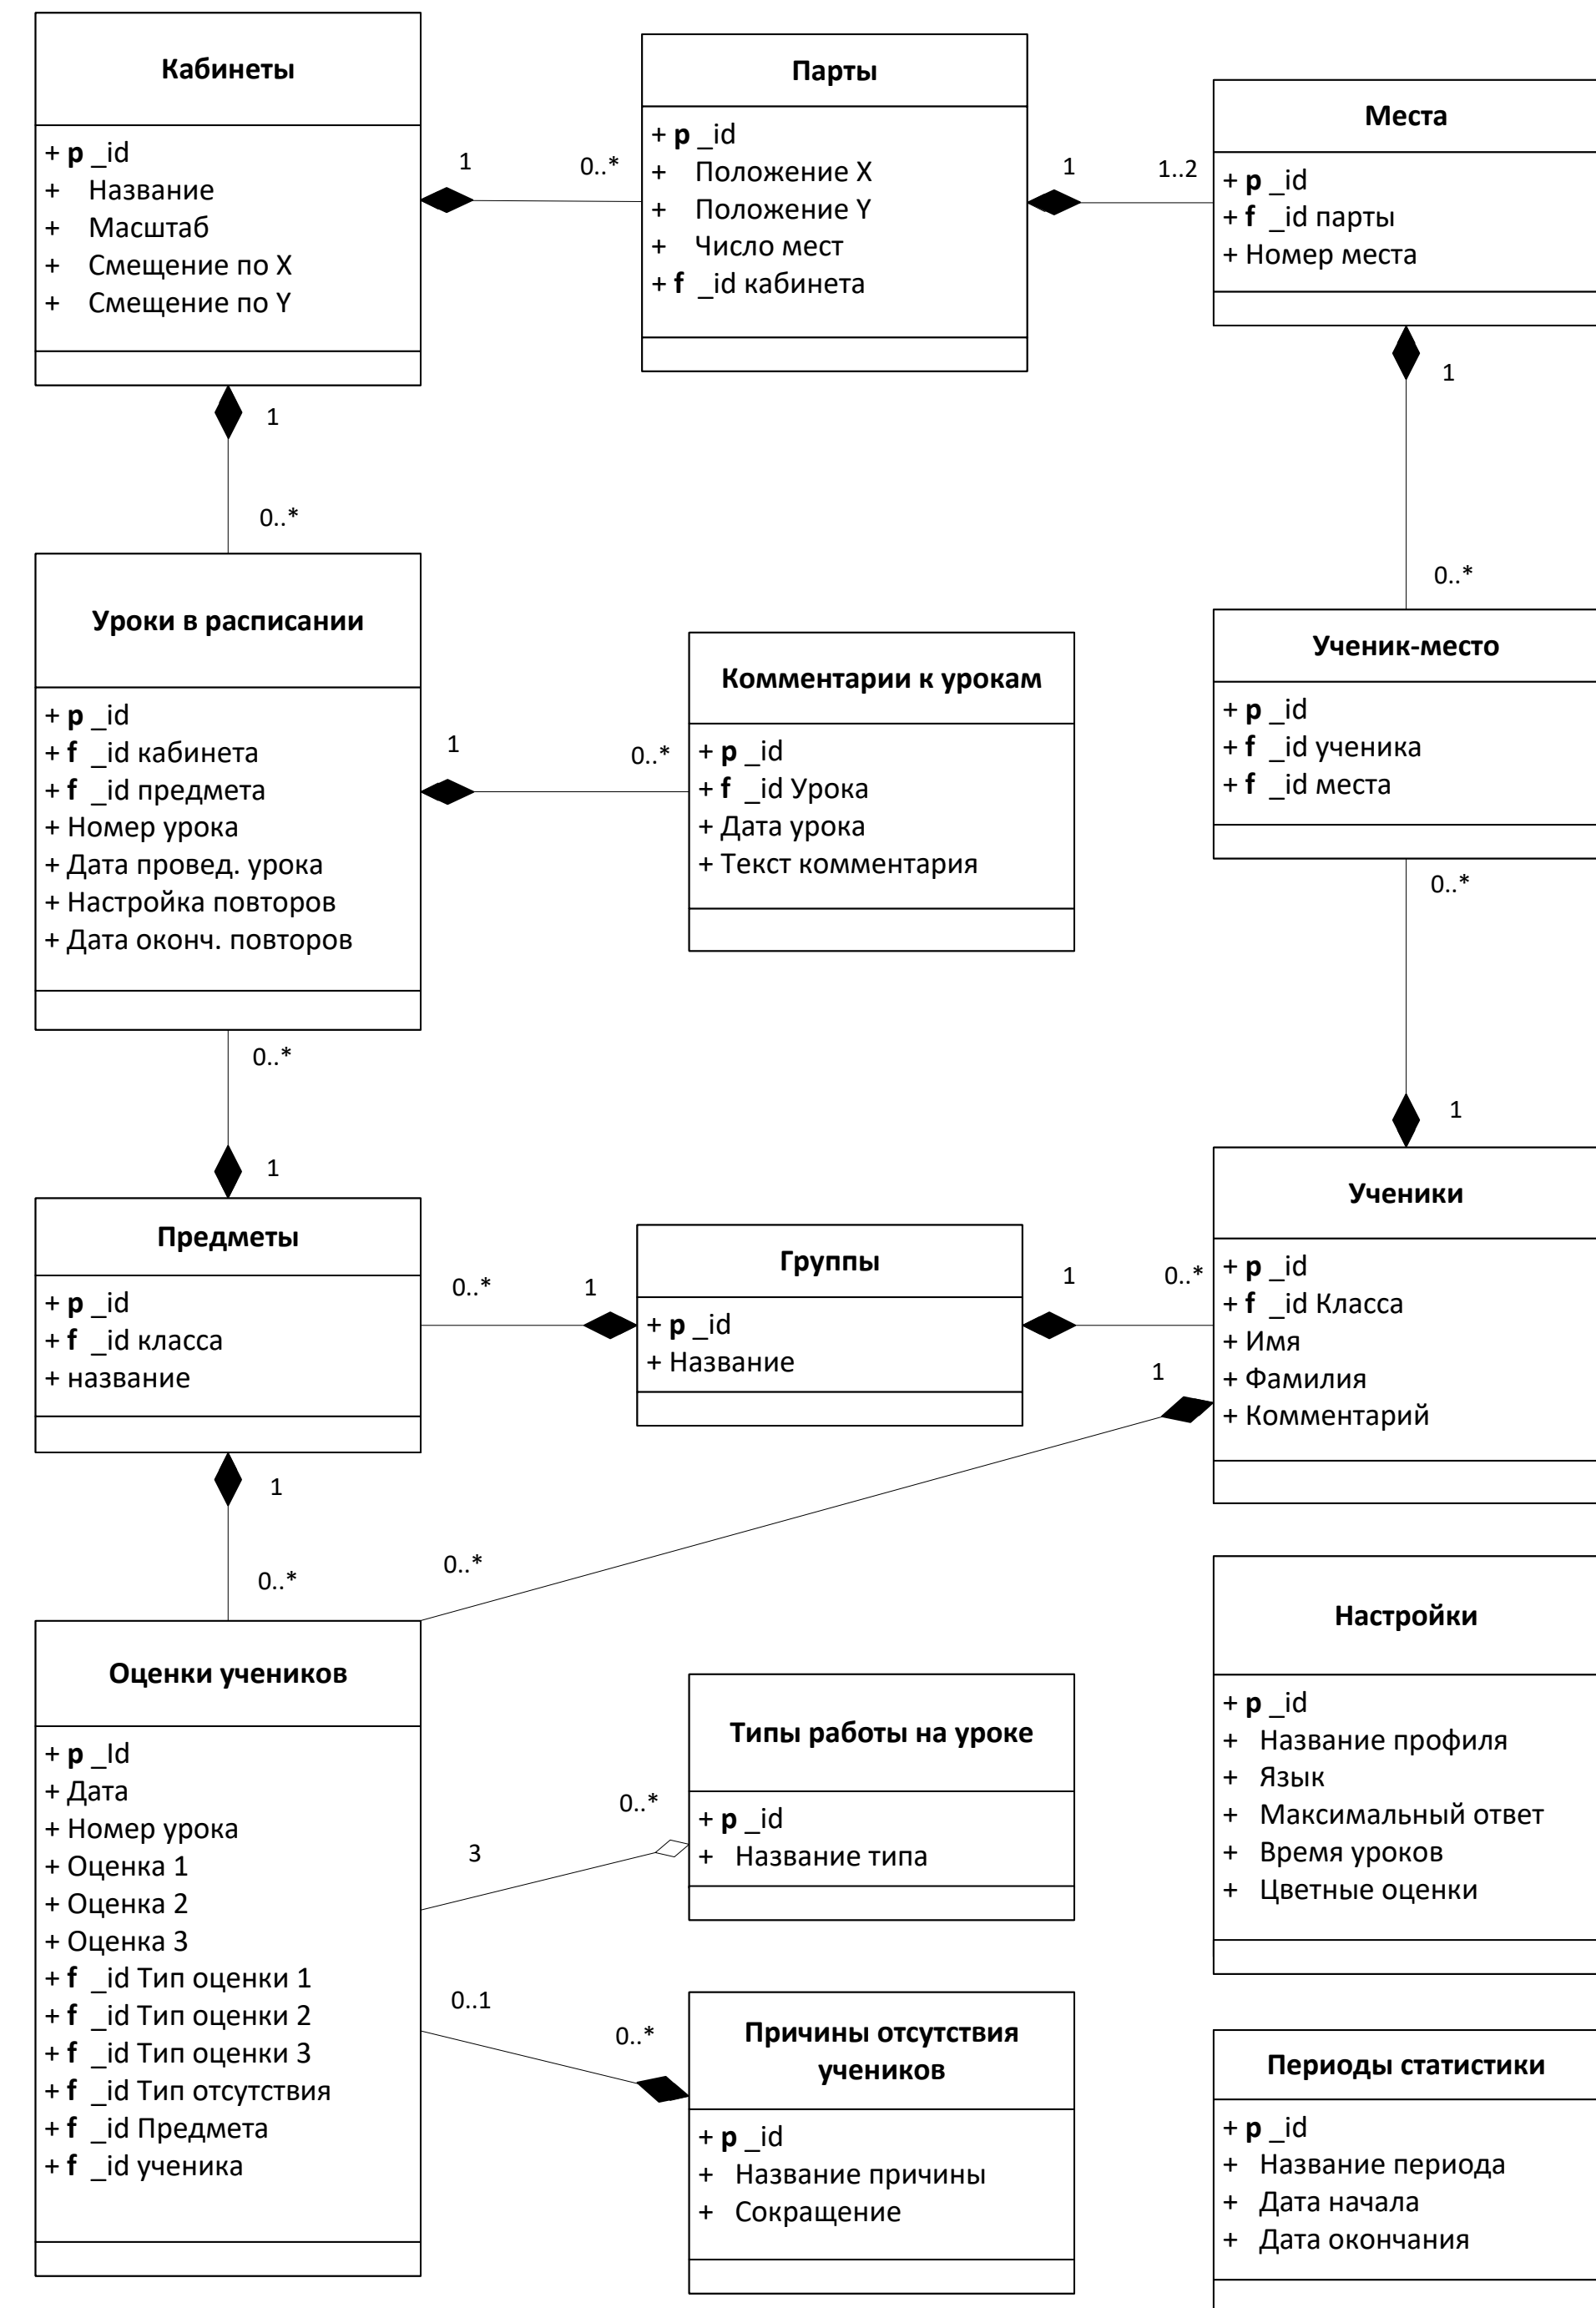 Кабинеты
+ p _id
+ Название
+ Масштаб
+ Смещение по X
+ Смещение по Y
1
0..*
Парты
+ p _id
+ Положение X
+ Положение Y
+ Число мест
+ f _id кабинета
1
1..2
Места
+ p _id
+ f _id парты
+ Номер места
1
0..*
1
0..*
Уроки в расписании
+ p _id
+ f _id кабинета
+ f _id предмета
+ Номер урока
+ Дата провед. урока
+ Настройка повторов
+ Дата оконч. повторов
1
0..*
Комментарии к урокам
+ p _id
+ f _id Урока
+ Дата урока
+ Текст комментария
Ученик-место
+ p _id
+ f _id ученика
+ f _id места
0..*
1
0..*
1
Предметы
+ p _id
+ f _id класса
+ название
0..*
1
Группы
+ p _id
+ Название
1
0..*
Ученики
+ p _id
+ f _id Класса
+ Имя
+ Фамилия
+ Комментарий
1
1
0..*
0..*
Оценки учеников
+ p _Id
+ Дата
+ Номер урока
+ Оценка 1
+ Оценка 2
+ Оценка 3
+ f _id Тип оценки 1
+ f _id Тип оценки 2
+ f _id Тип оценки 3
+ f _id Тип отсутствия
+ f _id Предмета
+ f _id ученика
3
0..*
Типы работы на уроке
+ p _id
+ Название типа
0..1
0..*
Причины отсутствия
учеников
+ p _id
+ Название причины
+ Сокращение
Настройки
+ p _id
+ Название профиля
+ Язык
+ Максимальный ответ
+ Время уроков
+ Цветные оценки
Периоды статистики
+ p _id
+ Название периода
+ Дата начала
+ Дата окончания